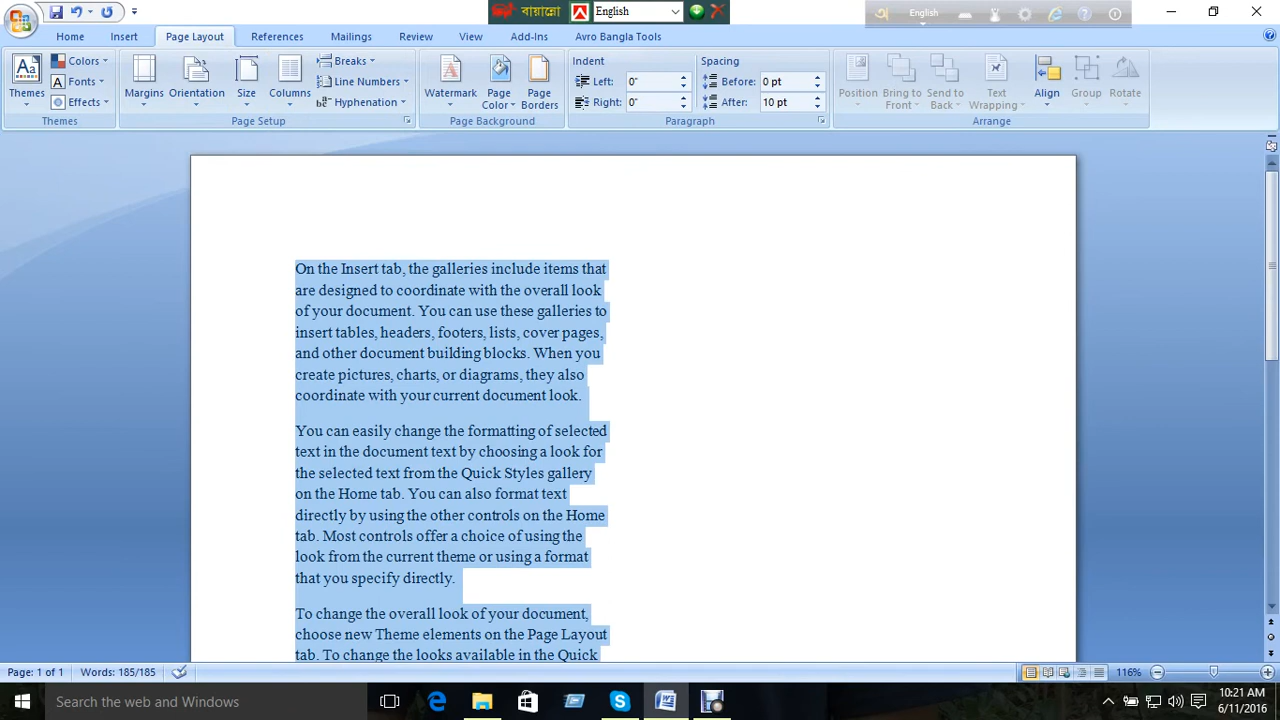 বায়ান্নো
English
English
Home
Insert
Page Layout
References
Mailings
Review
View
Add-Ins
Avro Bangla Tools
Themes
Colors
Fonts
Effects
Themes
Margins
Orientation
Size
Columns
Breaks
Line Numbers
Hyphenation
Page Setup
Watermark
Page Color
Page Borders
Page Background
Indent
Left: 0"
Right: 0"
Spacing
Before: 0 pt
After: 10 pt
Paragraph
Position
Bring to Front
Send to Back
Text Wrapping
Align
Group
Rotate
Arrange
On the Insert tab, the galleries include items that
are designed to coordinate with the overall look
of your document. You can use these galleries to
insert tables, headers, footers, lists, cover pages,
and other document building blocks. When you
create pictures, charts, or diagrams, they also
coordinate with your current document look.
You can easily change the formatting of selected
text in the document text by choosing a look for
the selected text from the Quick Styles gallery
on the Home tab. You can also format text
directly by using the other controls on the Home
tab. Most controls offer a choice of using the
look from the current theme or using a format
that you specify directly.
To change the overall look of your document,
choose new Theme elements on the Page Layout
tab. To change the looks available in the Quick
Page: 1 of 1
Words: 185/185
116%
Search the web and Windows
10:21 AM
6/11/2016